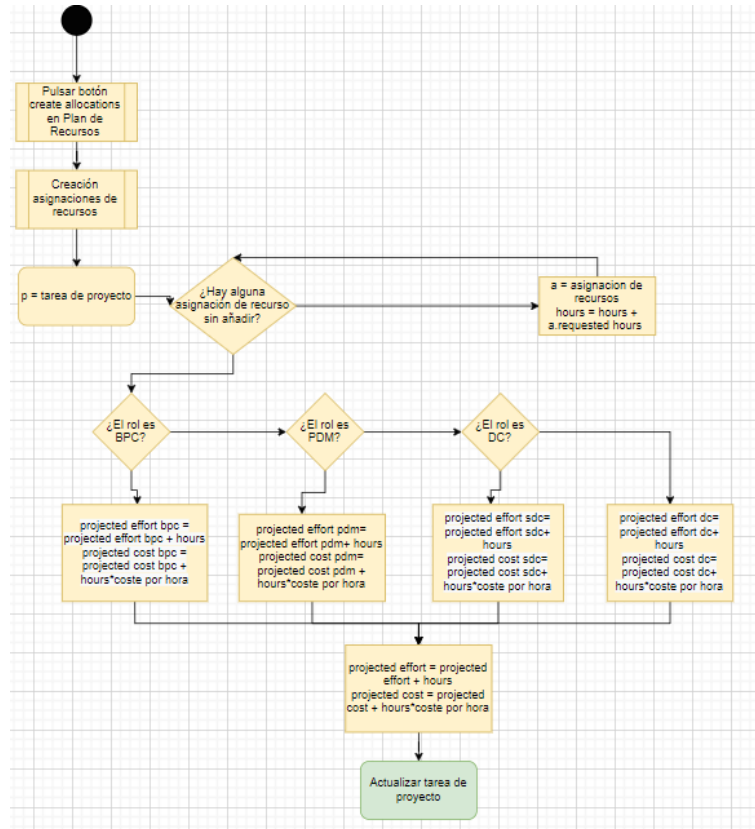 Pulsar botón
create allocations
en Plan de
Recursos
Creación
asignaciones de
recursos
p = tarea de proyecto
¿Hay alguna
asignación de recurso
sin añadir?
a = asignacion de
recursos
hours = hours +
a.requested hours
¿El rol es
BPC?
¿El rol es
PDM?
¿El rol es
DC?
projected effort bpc =
projected effort bpc + hours
projected cost bpc =
projected cost bpc +
hours*coste por hora
projected effort pdm=
projected effort pdm+ hours
projected cost pdm=
projected cost pdm +
hours*coste por hora
projected effort sdc=
projected effort sdc+
hours
projected cost sdc=
projected cost sdc+
hours*coste por hora
projected effort dc=
projected effort dc+
hours
projected cost dc=
projected cost dc+
hours*coste por hora
projected effort = projected
effort + hours
projected cost = projected
cost + hours*coste por hora
Actualizar tarea de
proyecto